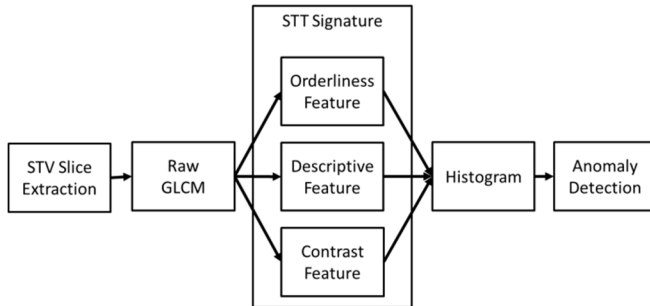 STT Signature
Orderliness
Feature
STV Slice
Extraction
Raw
GLCM
Descriptive
Feature
Histogram
Anomaly
Detection
Contrast
Feature